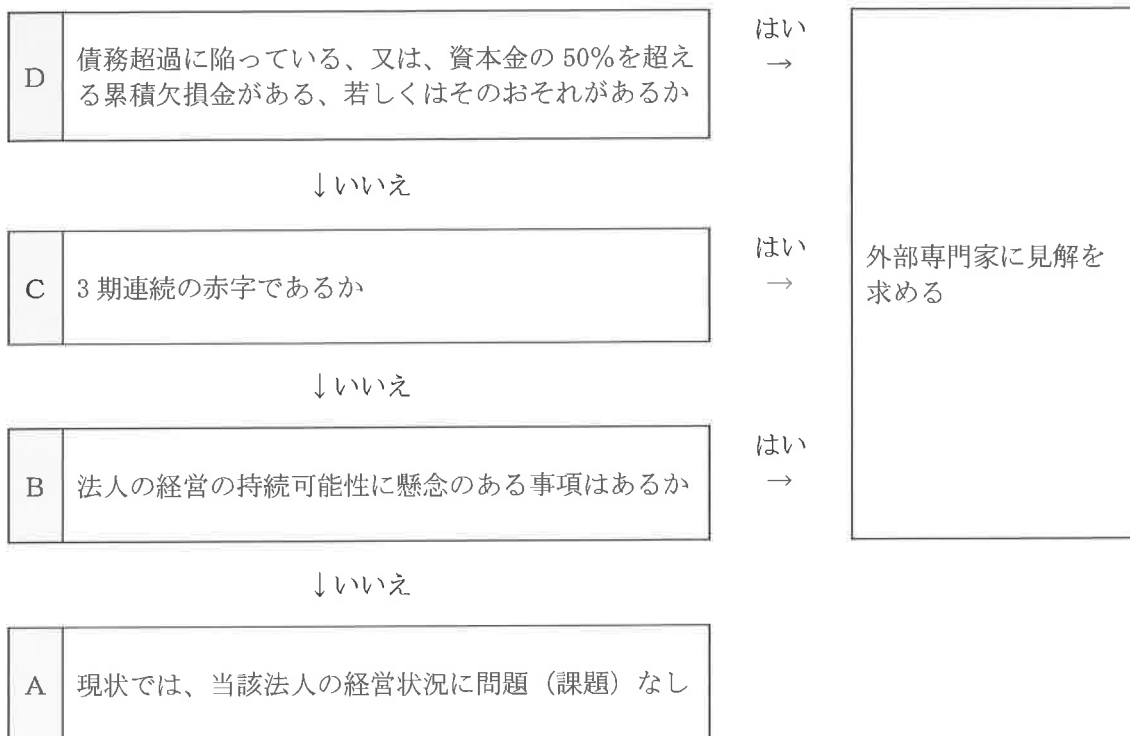 D
債務超過に陥っている、又は、資本金の 50％を超え
る累積欠損金がある、若しくはそのおそれがあるか
はい
→
↓いいえ
C
3 期連続の赤字であるか
はい
→
外部専門家に見解を
求める
↓いいえ
B
法人の経営の持続可能性に懸念のある事項はあるか
はい
→
↓いいえ
A
現状では、当該法人の経営状況に問題（課題）なし